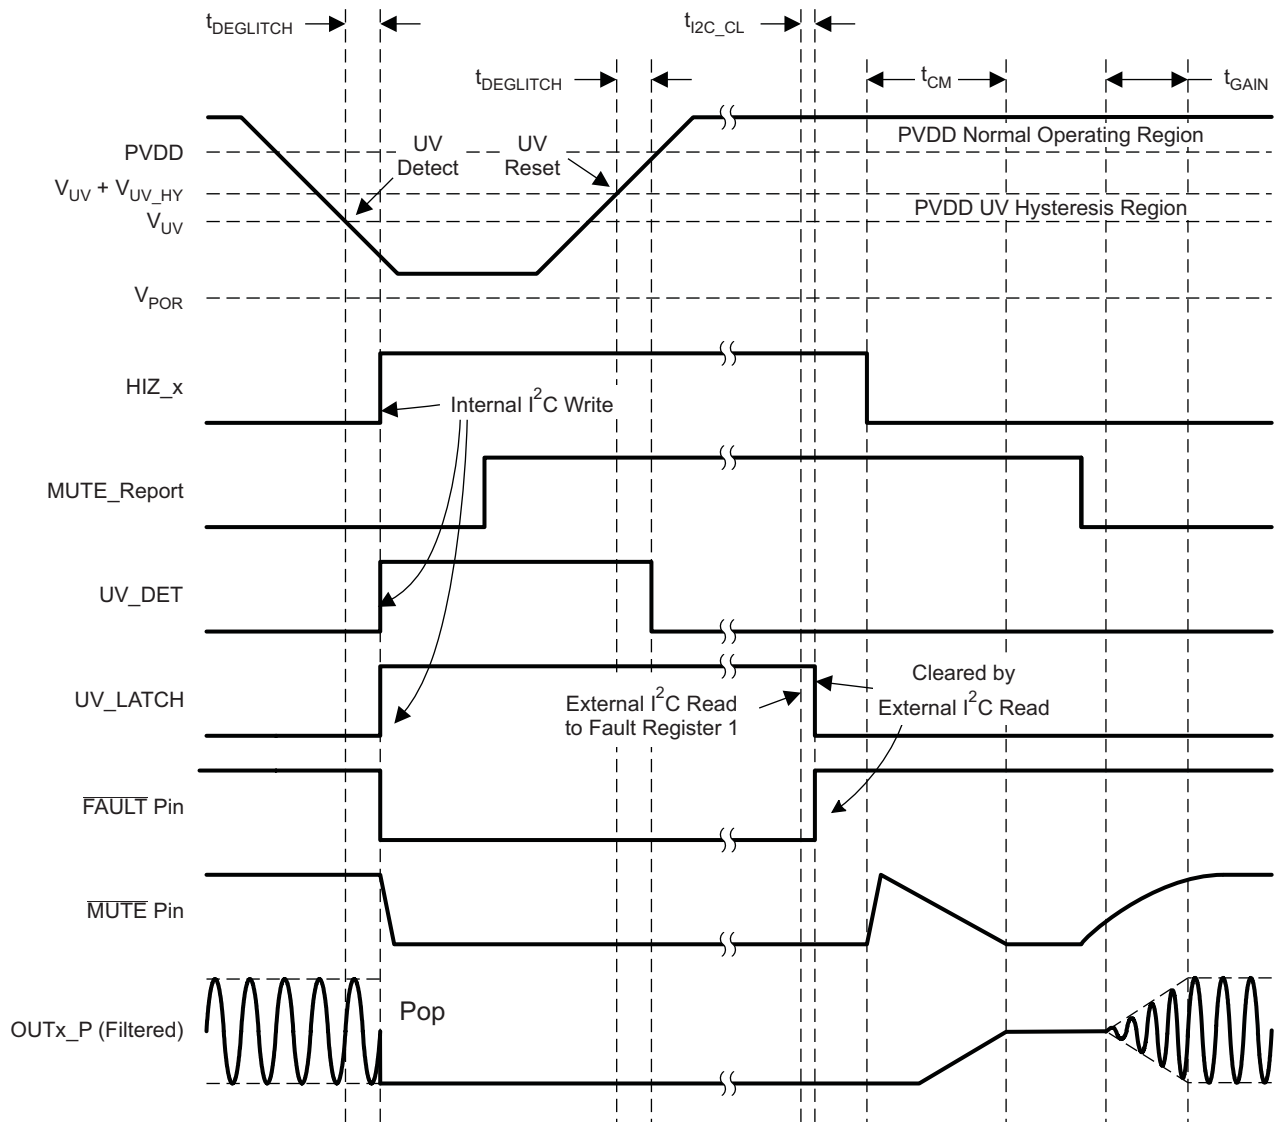 tDEGLITCH
tI2C_CL
tDEGLITCH
tCM
tGAIN
PVDD Normal Operating Region
UV
Detect
UV
Reset
PVDD
VUV + VUV_HY
PVDD UV Hysteresis Region
VUV
VPOR
HIZ_x
Internal I2C Write
MUTE_Report
UV_DET
UV_LATCH
External I2C Read
to Fault Register 1
Cleared by
External I2C Read
FAULT Pin
MUTE Pin
Pop
OUTx_P (Filtered)